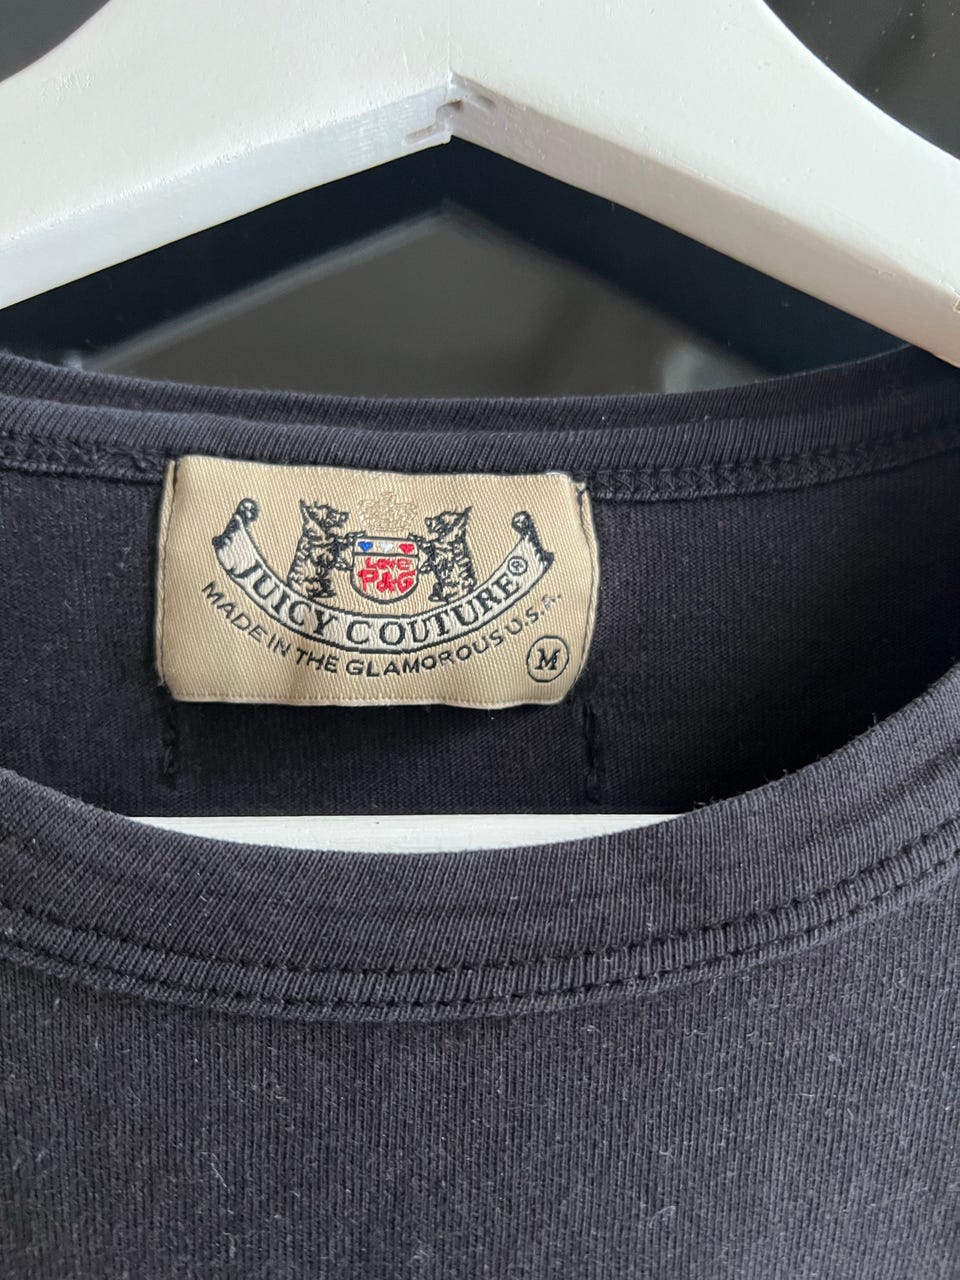 Love
P&G
JUICY COUTURE®
MADE IN THE GLAMOROUS U.S.A.
M